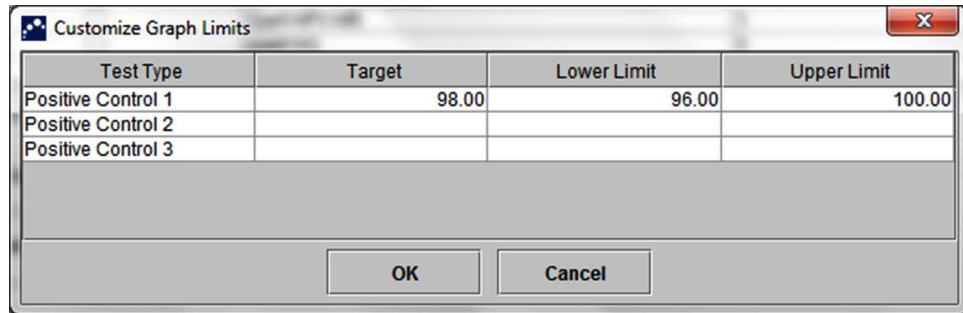 Customize Graph Limits
Test Type Target Lower Limit Upper Limit
Positive Control 1 98.00 96.00 100.00
Positive Control 2
Positive Control 3
OK Cancel